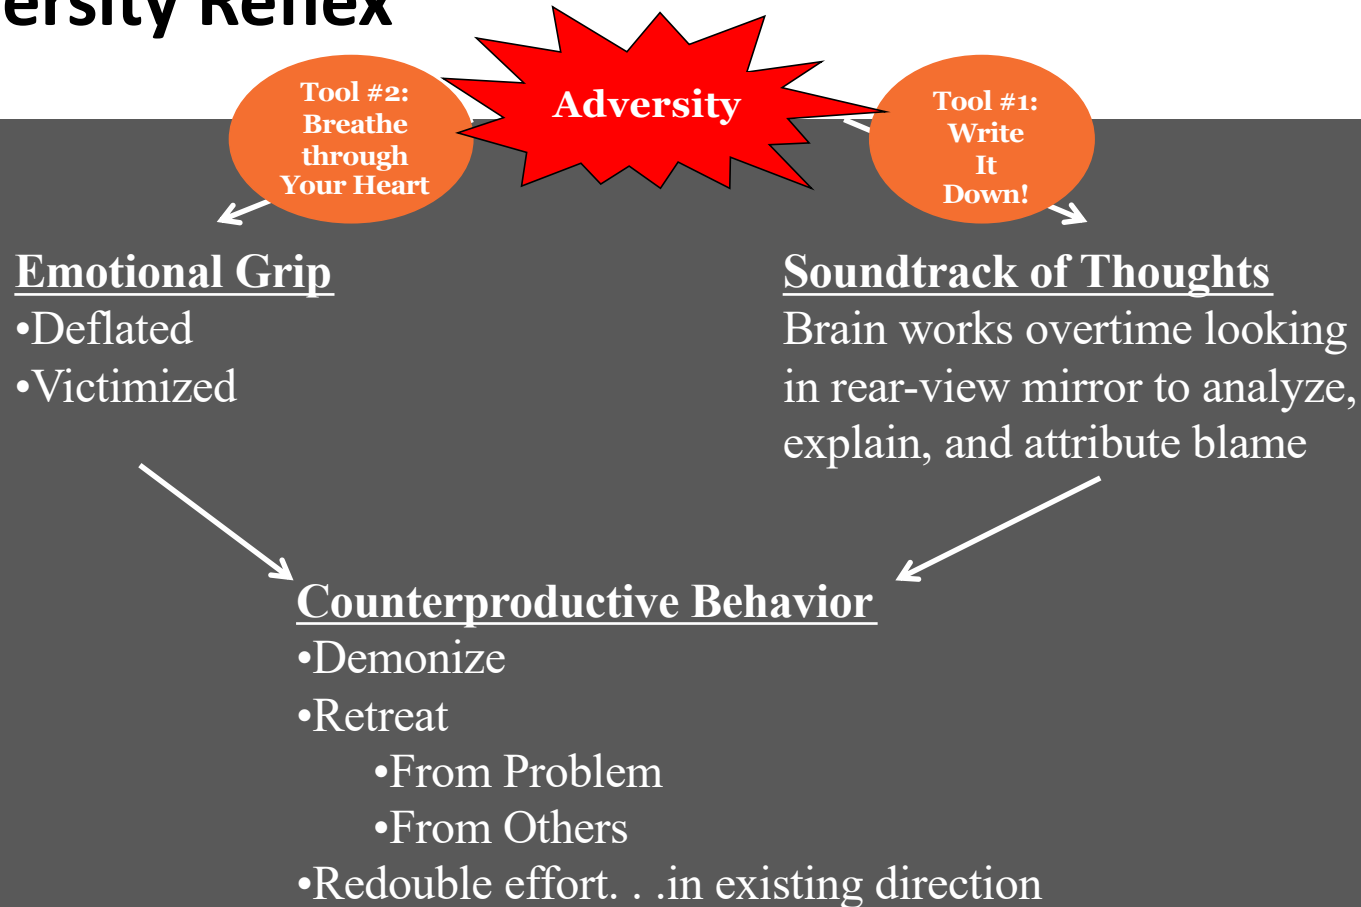 ersity Reflex
Adversity
Tool #2:
Breathe
through
Your Heart
Tool #1:
Write
It
Down!
Emotional Grip
•Deflated
•Victimized
Soundtrack of Thoughts
Brain works overtime looking
in rear-view mirror to analyze,
explain, and attribute blame
Counterproductive Behavior
•Demonize
•Retreat
•From Problem
•From Others
•Redouble effort. . .in existing direction